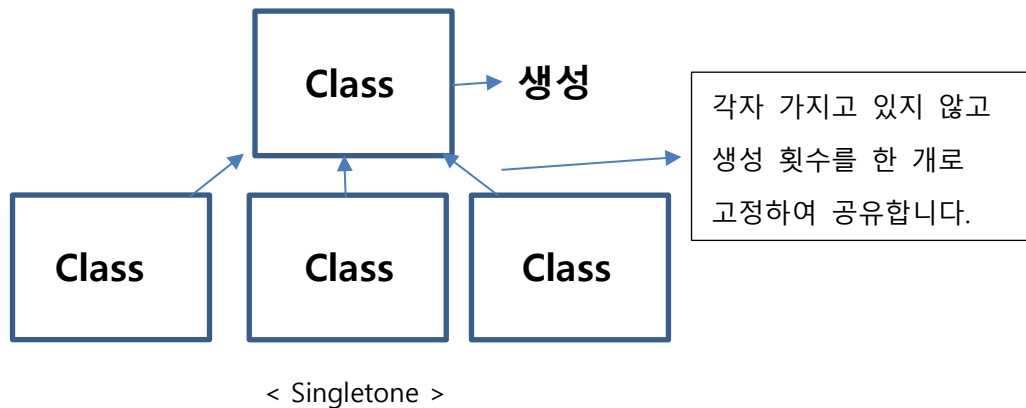 Class
생성
각자 가지고 있지 않고
생성 횟수를 한 개로
고정하여 공유합니다.
Class
Class
Class
< Singletone >